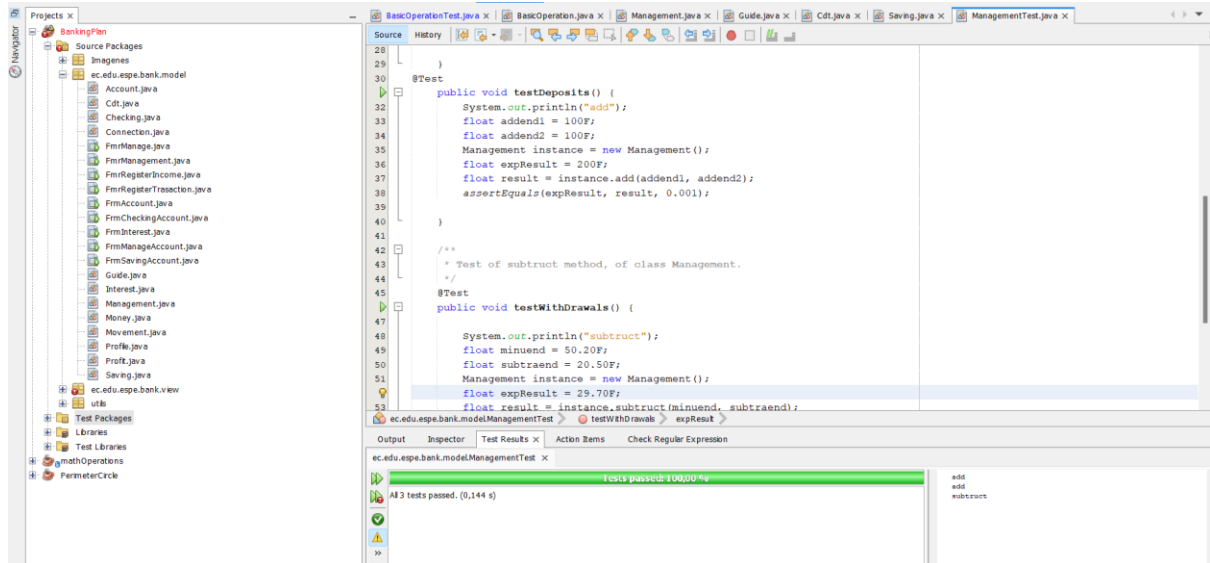 Projects ×
Navigator
BankingPlan
Source Packages
Imagenes
ec.edu.espe.bank.model
Account.java
Cdt.java
Checking.java
Connection.java
FmrManage.java
FmrManagement.java
FmrRegisterIncome.java
FmrRegisterTrasaction.java
FrmAccount.java
FrmCheckingAccount.java
FrmInterest.java
FrmManageAccount.java
FrmSavingAccount.java
Guide.java
Interest.java
Management.java
Money.java
Movement.java
Profile.java
Profit.java
Saving.java
ec.edu.espe.bank.view
utils
Test Packages
Libraries
Test Libraries
mathOperations
PerimeterCircle
BasicOperationTest.java × BasicOperation.java × Management.java × Guide.java × Cdt.java × Saving.java × ManagementTest.java ×
Source History
28
29 }
30 @Test
public void testDeposits() {
32 System.out.println("add");
33 float addend1 = 100F;
34 float addend2 = 100F;
35 Management instance = new Management();
36 float expResult = 200F;
37 float result = instance.add(addend1, addend2);
38 assertEquals(expResult, result, 0.001);
39
40 }
41
42 /**
43 * Test of subtruct method, of class Management.
44 */
45 @Test
public void testWithDrawals() {
47
48 System.out.println("subtruct");
49 float minuend = 50.20F;
50 float subtraend = 20.50F;
51 Management instance = new Management();
float expResult = 29.70F;
53 float result = instance.subtruct(minuend, subtraend);
ec.edu.espe.bank.model.ManagementTest testWithDrawals expResult
Output Inspector Test Results × Action Items Check Regular Expression
ec.edu.espe.bank.model.ManagementTest ×
Tests passed: 100,00 %
All 3 tests passed. (0,144 s)
add
add
subtruct